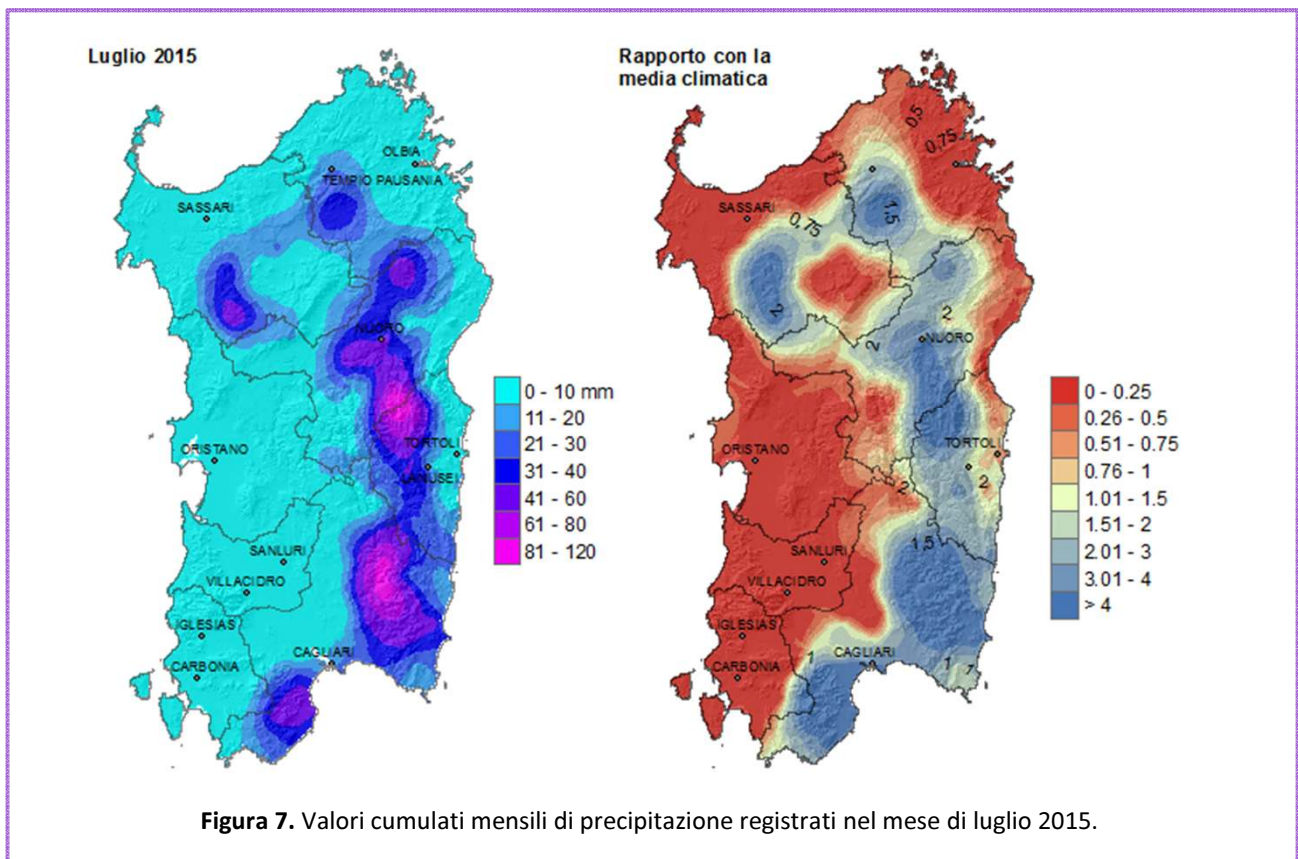 Luglio 2015
OLBIA
TEMPIO PAUSANIA
SASSARI
NUORO
ORISTANO
TORTOLI
LANUSEI
SANLURI
VILLACIDRO
IGLESIAS
CARBONIA
CAGLIARI
0 - 10 mm
11 - 20
21 - 30
31 - 40
41 - 60
61 - 80
81 - 120
Rapporto con la
media climatica
0,5
0,75
SASSARI
0,75
1,5
2
2
2
NUORO
ORISTANO
TORTOLI
2
2
1,5
SANLURI
VILLACIDRO
IGLESIAS
CARBONIA
CAGLIARI
1
1
1
0 - 0.25
0.26 - 0.5
0.51 - 0.75
0.76 - 1
1.01 - 1.5
1.51 - 2
2.01 - 3
3.01 - 4
> 4
Figura 7. Valori cumulati mensili di precipitazione registrati nel mese di luglio 2015.